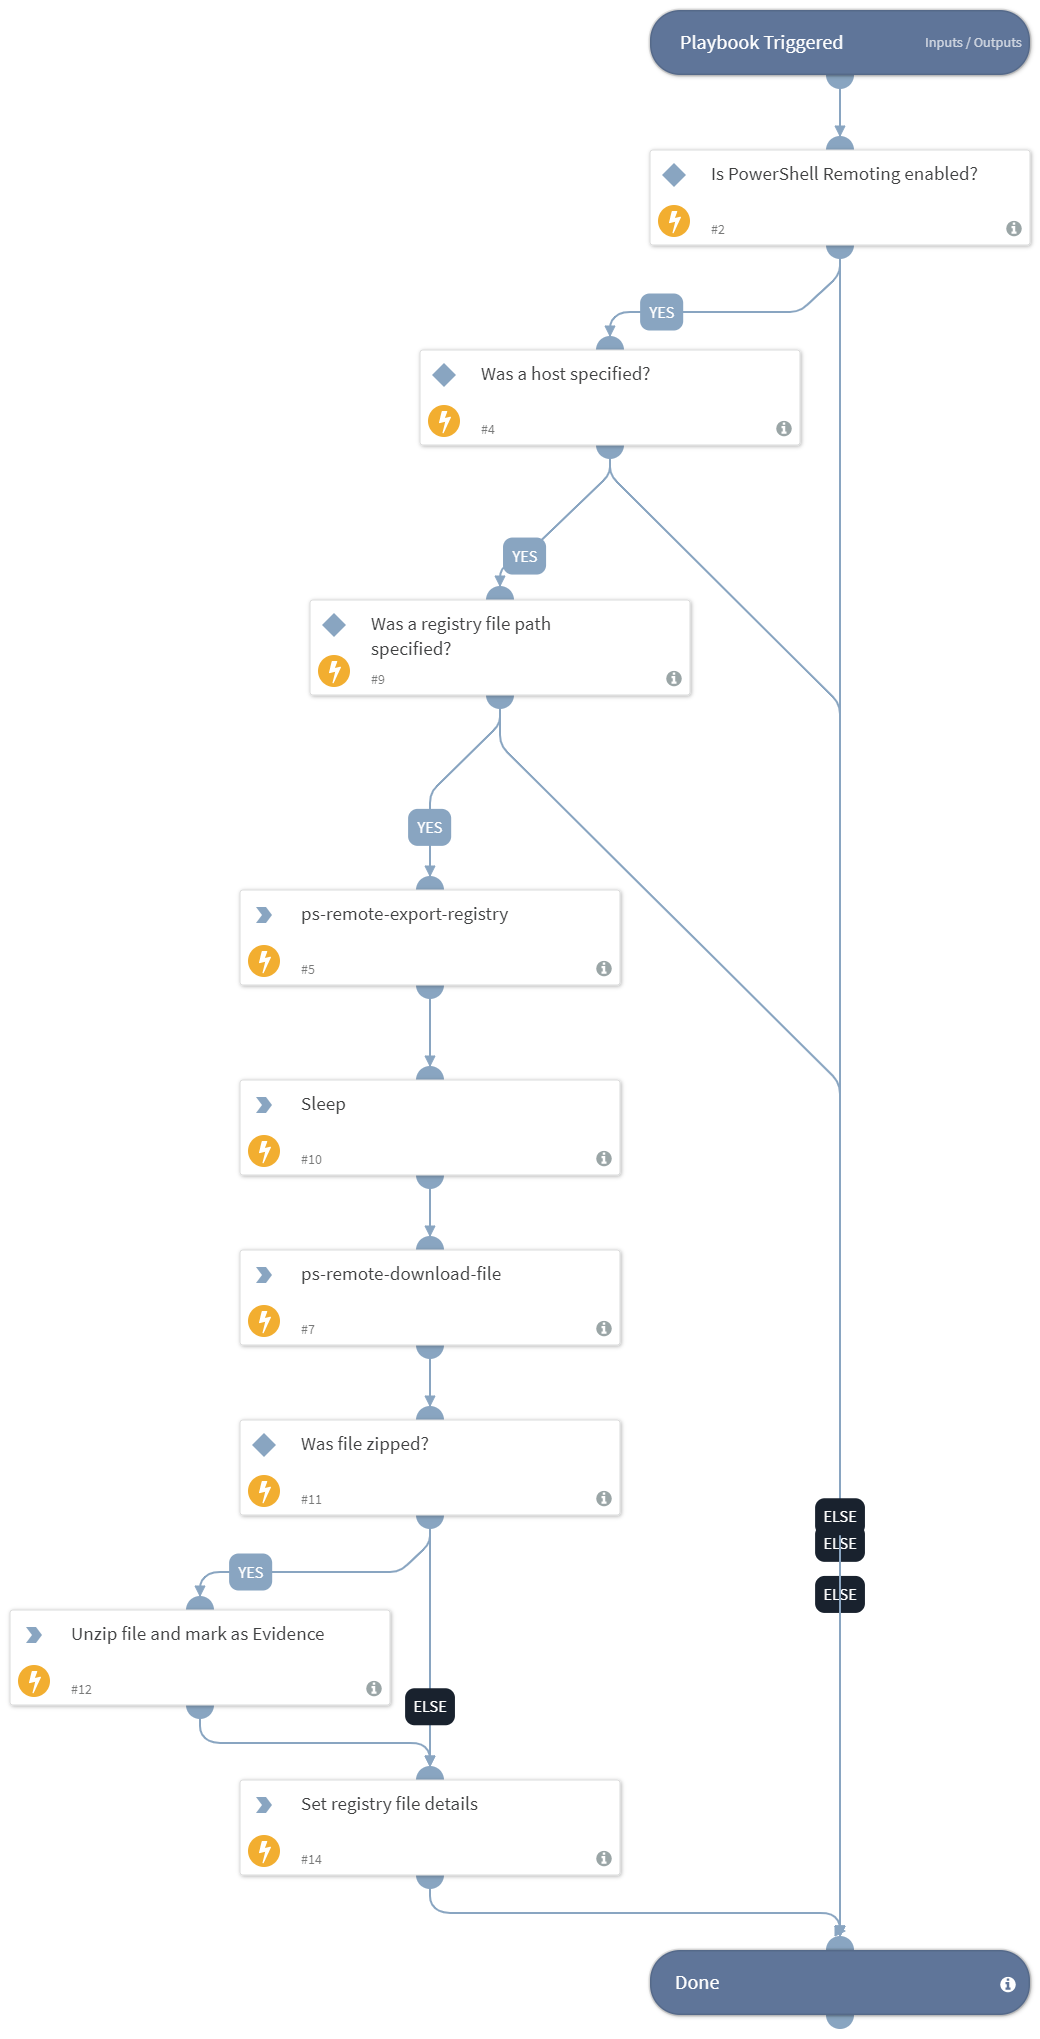 Playbook Triggered
Inputs / Outputs
Is PowerShell Remoting enabled?
#2
YES
Was a host specified?
#4
YES
Was a registry file path
specified?
#9
YES
ps-remote-export-registry
#5
Sleep
#10
ps-remote-download-file
#7
Was file zipped?
#11
ELSE
ELSE
ELSE
YES
Unzip file and mark as Evidence
#12
ELSE
Set registry file details
#14
Done